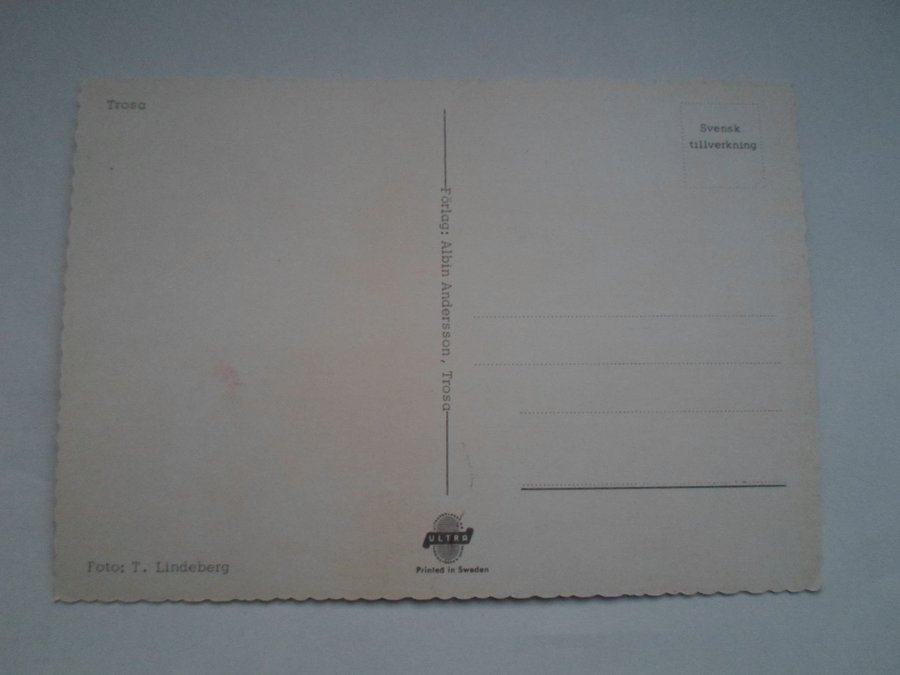 Trosa
Svensk
tillverkning
Förlag: Albin Andersson, Trosa
Foto: T. Lindeberg
ULTRA
Printed in Sweden